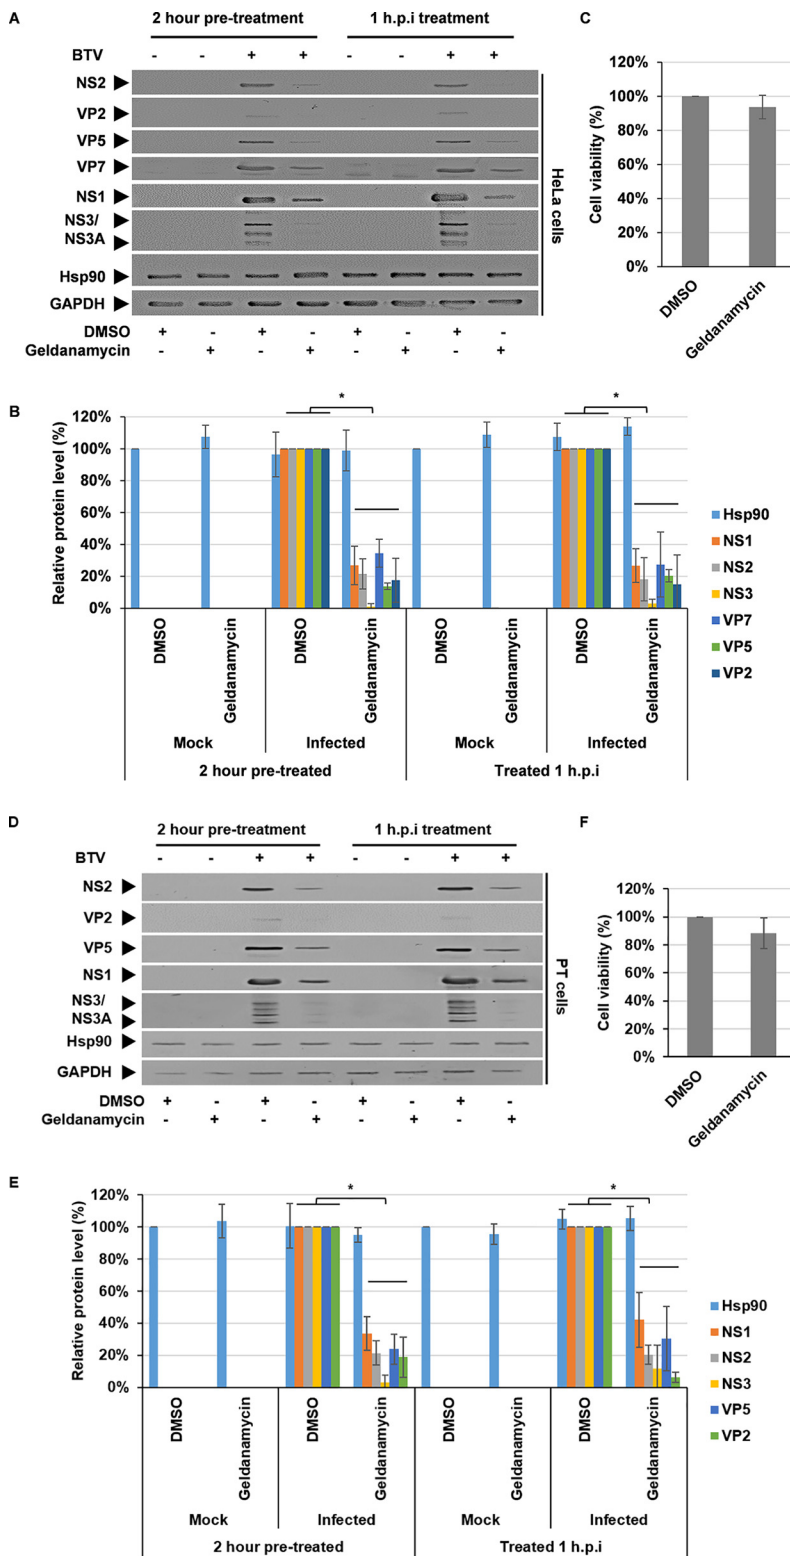 A
2 hour pre-treatment 1 h.p.i treatment
BTV - - + + - - + +
NS2
VP2
VP5
VP7
NS1
NS3/
NS3A
Hsp90
GAPDH
HeLa cells
DMSO + - + - + - + -
Geldanamycin - + - + - + - +
C
Cell viability (%)
120%
100%
80%
60%
40%
20%
0%
DMSO
Geldanamycin
B
Relative protein level (%)
120%
100%
80%
60%
40%
20%
0%
* *
DMSO Geldanamycin DMSO Geldanamycin DMSO Geldanamycin DMSO Geldanamycin
Mock Infected Mock Infected
2 hour pre-treated Treated 1 h.p.i
Hsp90
NS1
NS2
NS3
VP7
VP5
VP2
D
2 hour pre-treatment 1 h.p.i treatment
BTV - - + + - - + +
NS2
VP2
VP5
NS1
NS3/
NS3A
Hsp90
GAPDH
PT cells
DMSO + - + - + - + -
Geldanamycin - + - + - + - +
F
Cell viability (%)
120%
100%
80%
60%
40%
20%
0%
DMSO
Geldanamycin
E
Relative protein level (%)
120%
100%
80%
60%
40%
20%
0%
* *
DMSO Geldanamycin DMSO Geldanamycin DMSO Geldanamycin DMSO Geldanamycin
Mock Infected Mock Infected
2 hour pre-treated Treated 1 h.p.i
Hsp90
NS1
NS2
NS3
VP5
VP2